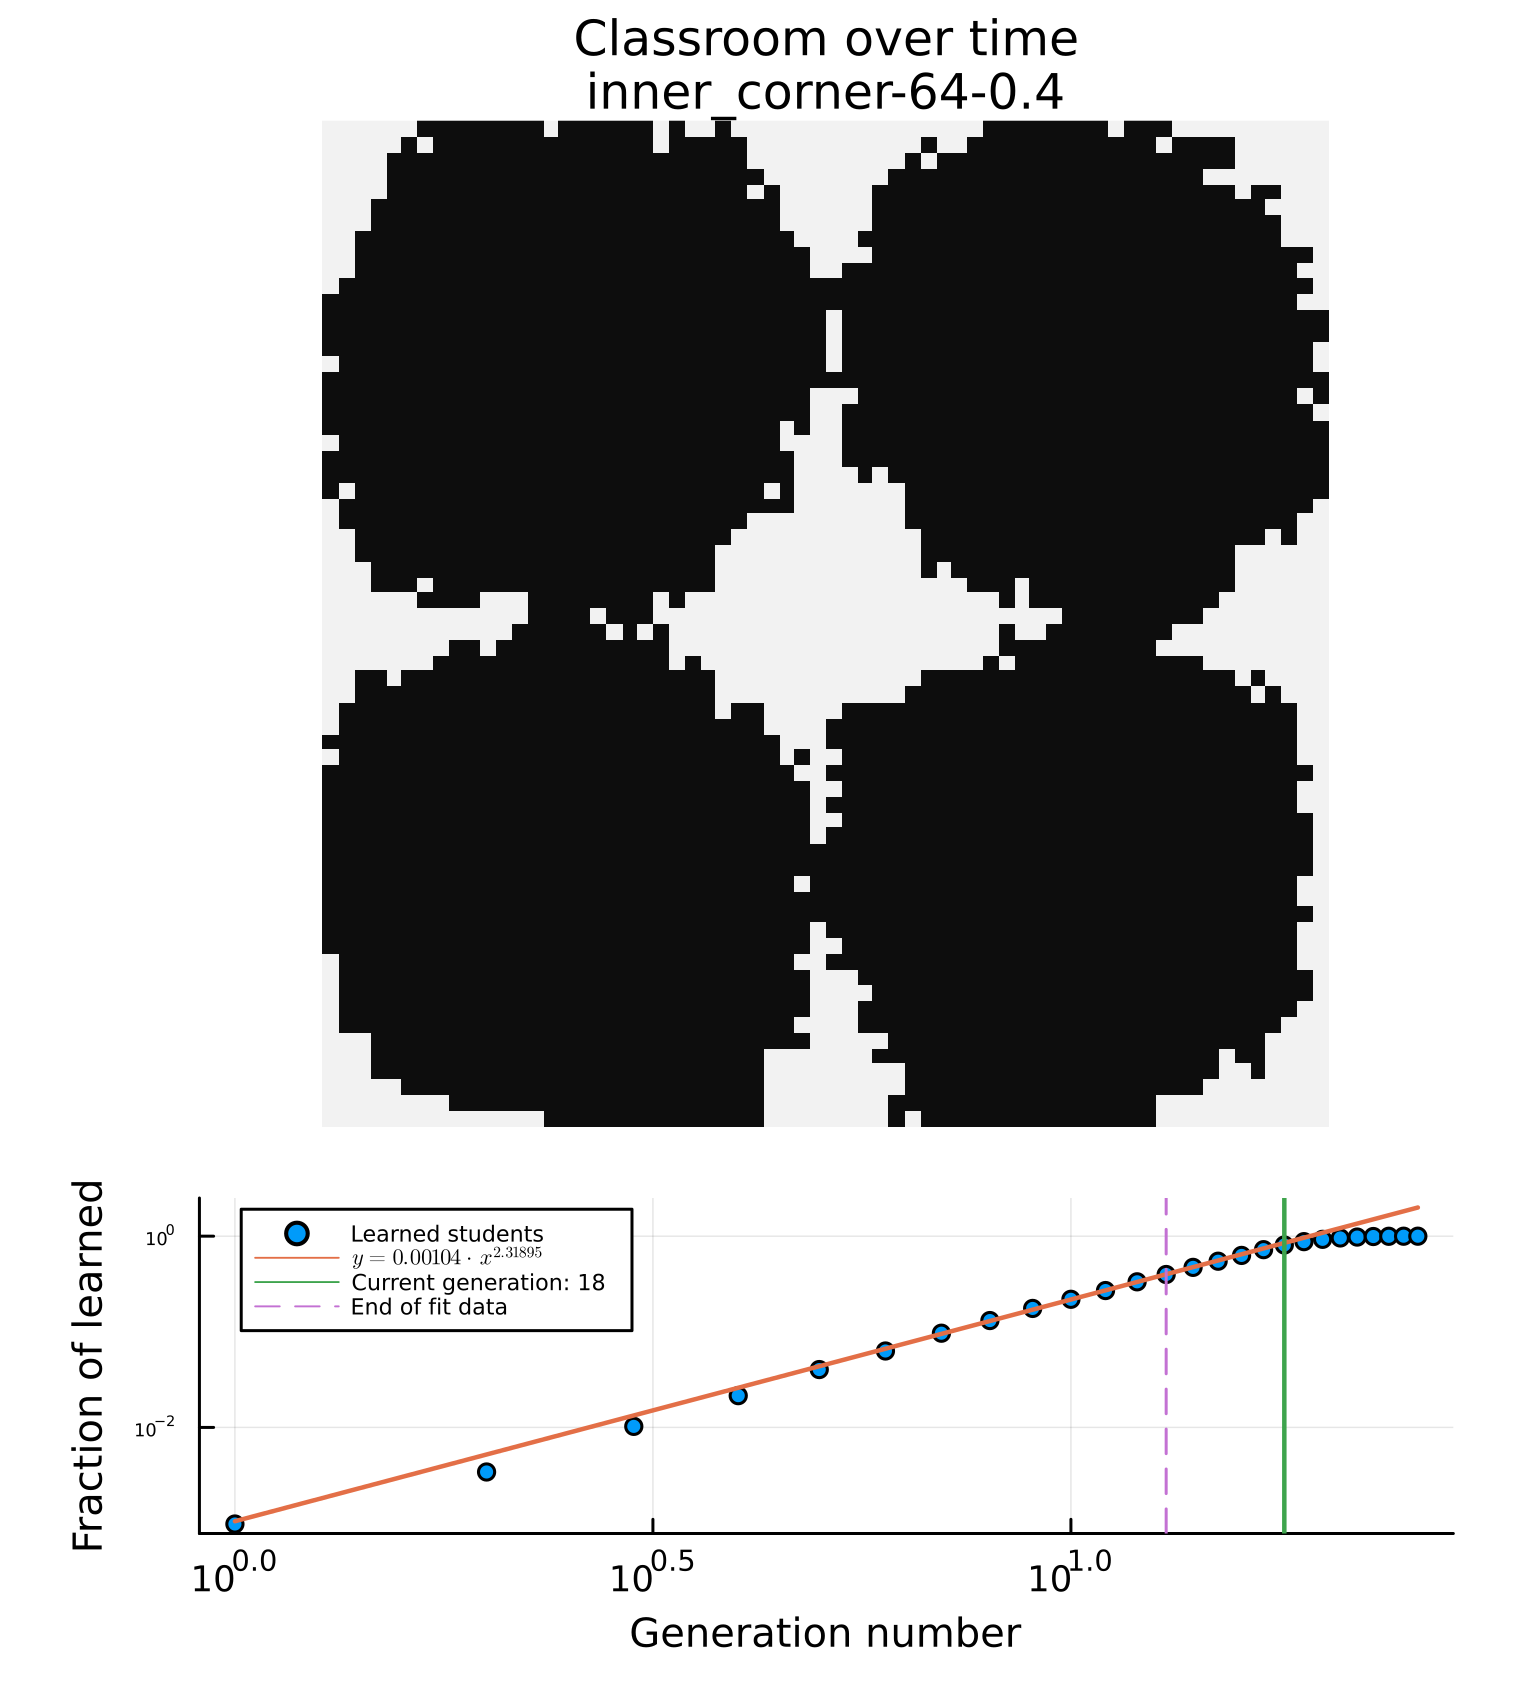 Classroom over time
inner_corner-64-0.4
Fraction of learned
10^0
10^-2
Learned students
y = 0.00104 · x^2.31895
Current generation: 18
End of fit data
10^0.0
10^0.5
10^1.0
Generation number